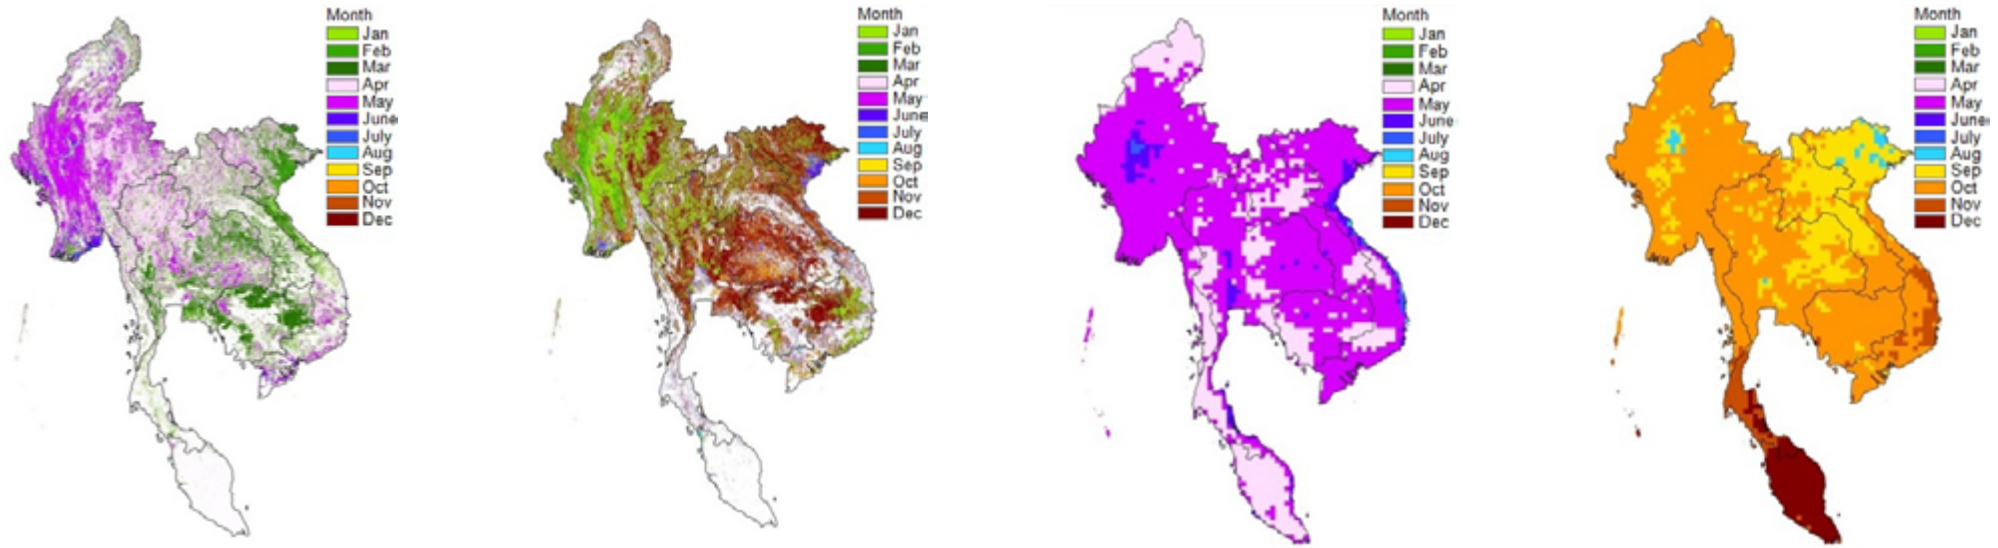 Month
Jan
Feb
Mar
Apr
May
June
July
Aug
Sep
Oct
Nov
Dec
Month
Jan
Feb
Mar
Apr
May
June
July
Aug
Sep
Oct
Nov
Dec
Month
Jan
Feb
Mar
Apr
May
June
July
Aug
Sep
Oct
Nov
Dec
Month
Jan
Feb
Mar
Apr
May
June
July
Aug
Sep
Oct
Nov
Dec